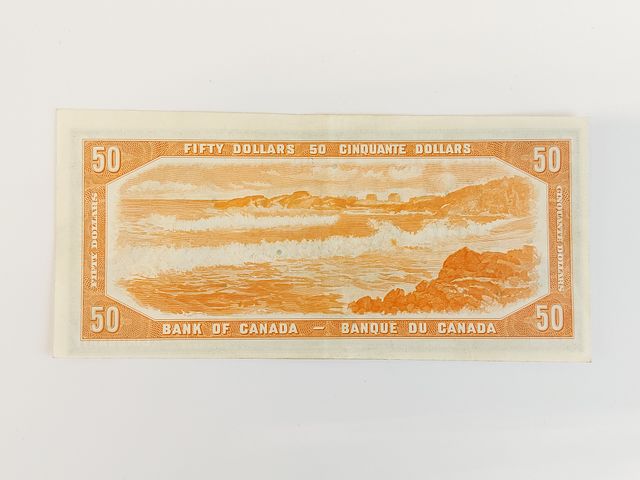 FIFTY DOLLARS 50 CINQUANTE DOLLARS
50
50
FIFTY DOLLARS
CINQUANTE DOLLARS
50
50
BANK OF CANADA — BANQUE DU CANADA